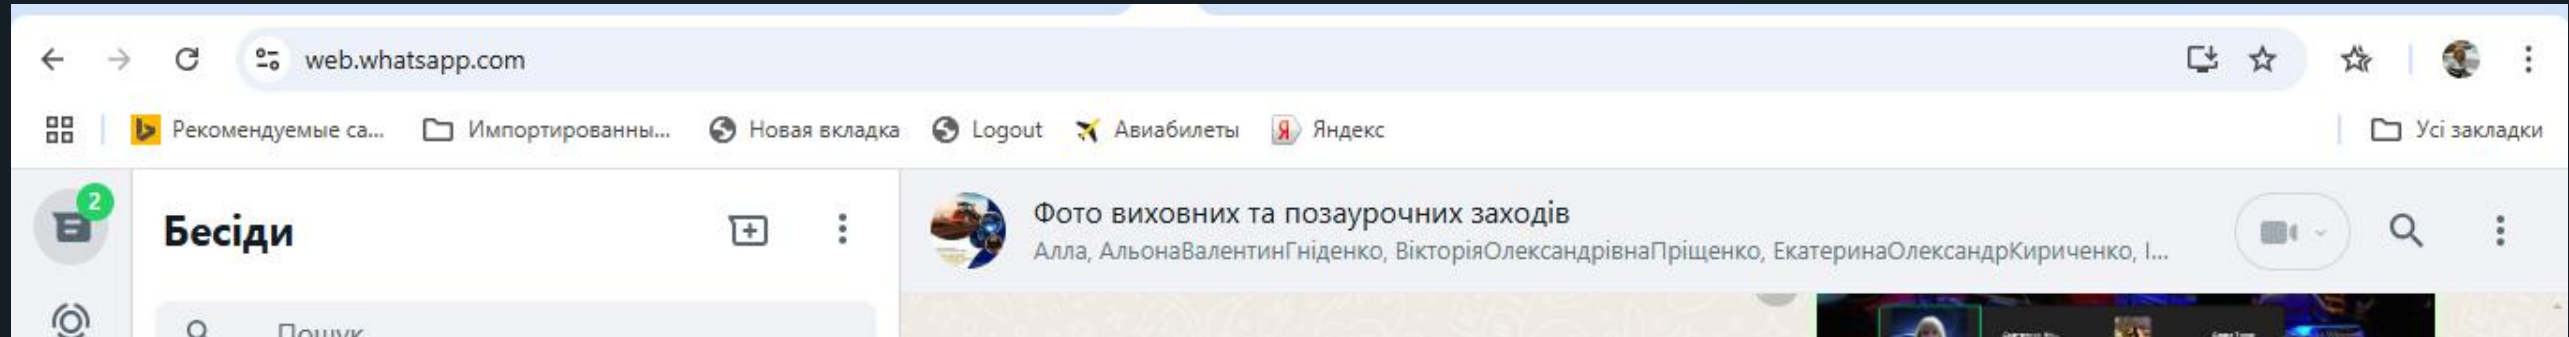 web.whatsapp.com
Рекомендуемые са... Импортированны... Новая вкладка Logout Авиабилеты Яндекс Усі закладки
2
Бесіди
Фото виховних та позаурочних заходів
Алла, АльонаВалентинГніденко, ВікторіяОлександрівнаПріщенко, ЕкатеринаОлександрКириченко, І...
Пошук